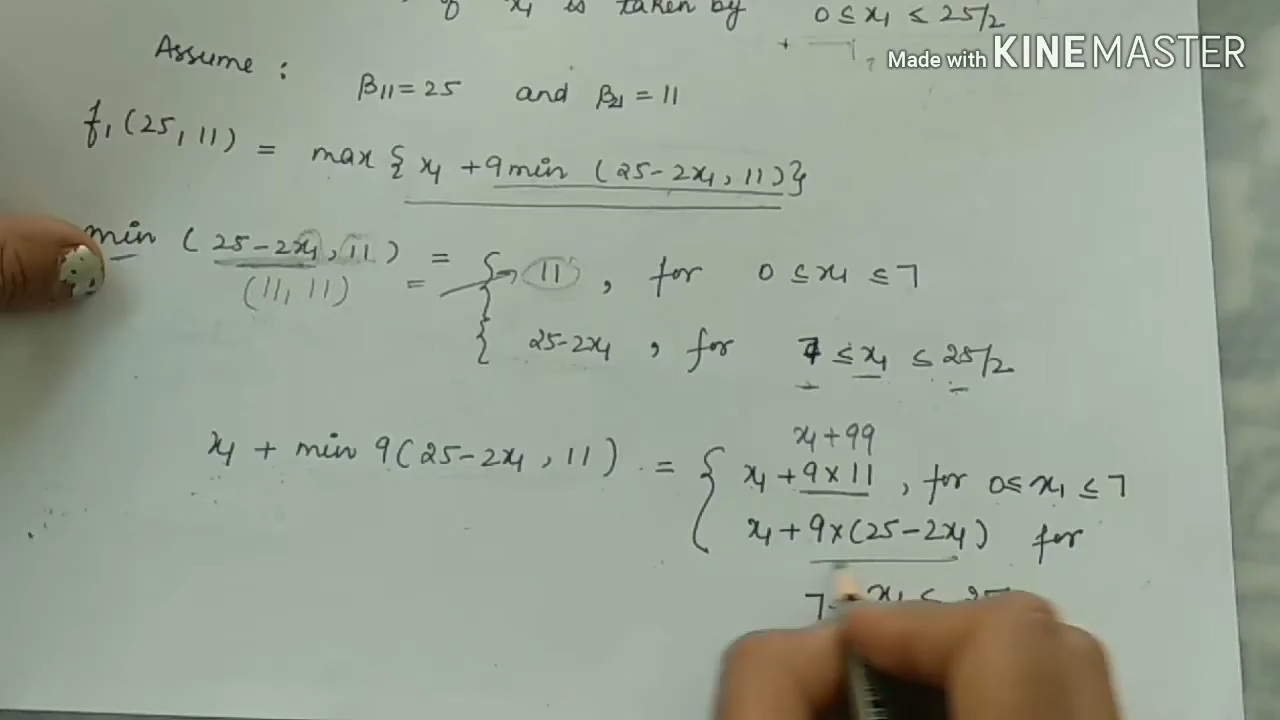 of x₁ is taken by 0 ≤ x₁ ≤ 25/2
Made with KINEMASTER
Assume :
β11 = 25 and β21 = 11
f₁(25, 11) = max { x₁ + 9 min (25-2x₁, 11)}
min (25-2x₁, 11) = { 11 , for 0 ≤ x₁ ≤ 7
(11, 11) =
{ 25-2x₁ , for 7 ≤ x₁ ≤ 25/2
x₁+99
x₁ + min 9(25-2x₁, 11) = { x₁ + 9×11 , for 0≤ x₁ ≤ 7
x₁ + 9×(25-2x₁) for
7 x₁ ≤